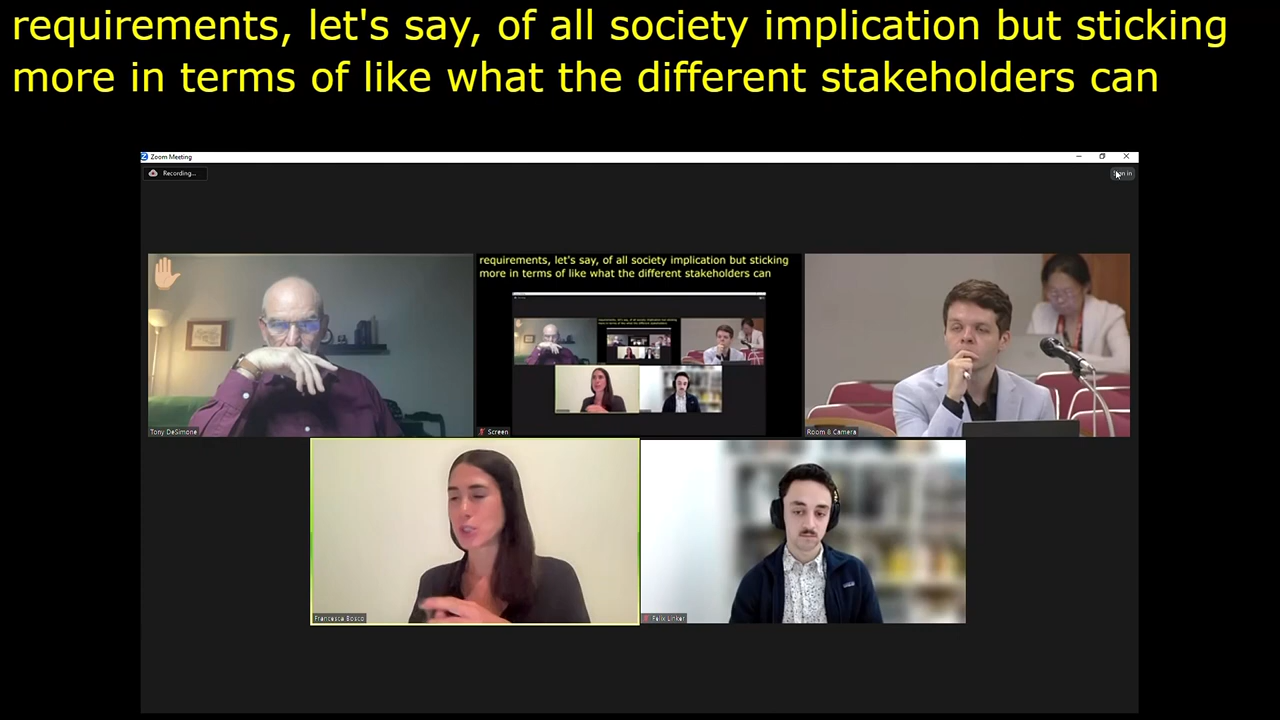 requirements, let's say, of all society implication but sticking
more in terms of like what the different stakeholders can
Zoom Meeting
Recording...
Sign in
requirements, let's say, of all society implication but sticking
more in terms of like what the different stakeholders can
Tony DeSimone
Screen
Room 8 Camera
Francesca Bosco
Felix Linker